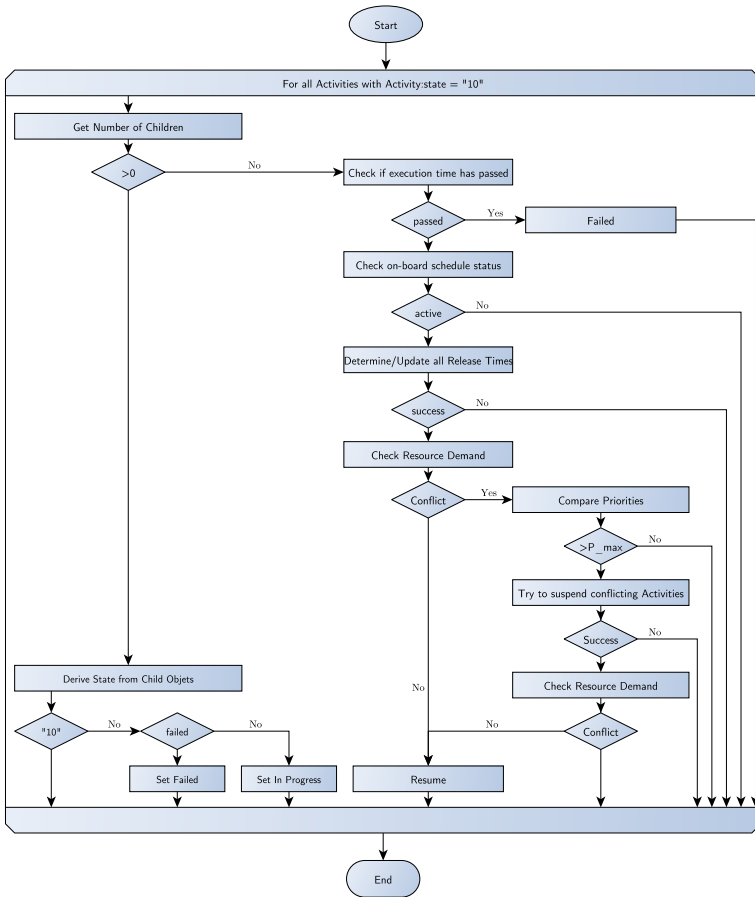 Start
For all Activities with Activity:state = "10"
Get Number of Children
>0
No
Check if execution time has passed
passed
Yes
Failed
Check on-board schedule status
active
No
Determine/Update all Release Times
success
No
Check Resource Demand
Conflict
Yes
Compare Priorities
>P_max
No
Try to suspend conflicting Activities
Success
No
Derive State from Child Objets
Check Resource Demand
No
"10"
No
failed
No
No
Conflict
Set Failed
Set In Progress
Resume
End